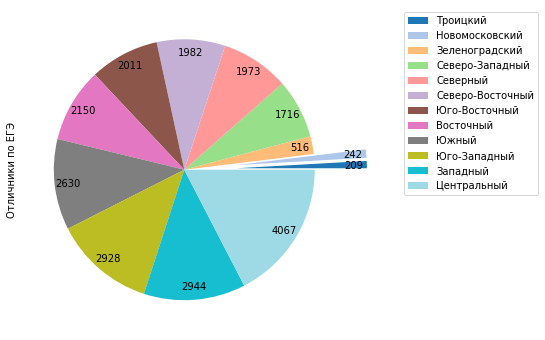 Отличники по ЕГЭ
1982
2011
1973
2150
1716
516
242
209
2630
4067
2928
2944
Троицкий
Новомосковский
Зеленоградский
Северо-Западный
Северный
Северо-Восточный
Юго-Восточный
Восточный
Южный
Юго-Западный
Западный
Центральный